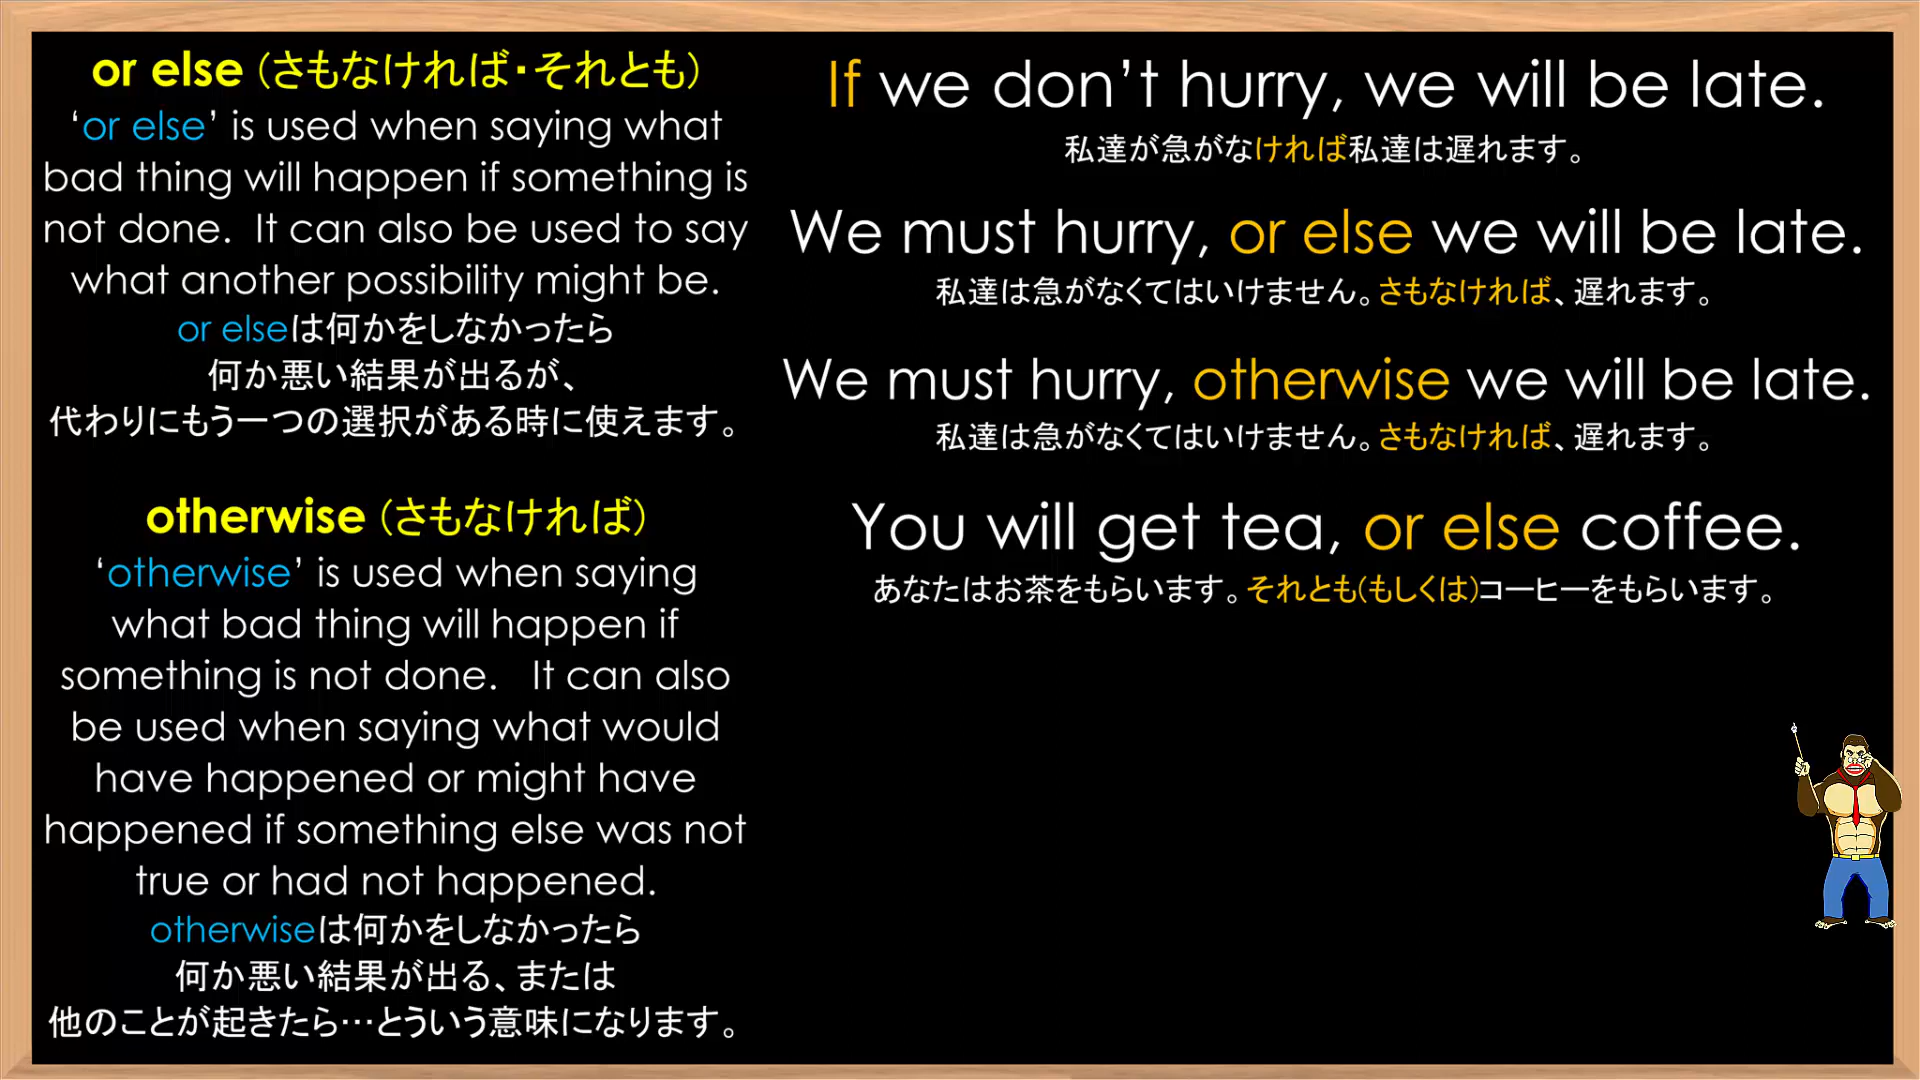 or else (さもなければ・それとも)
‘or else’ is used when saying what
bad thing will happen if something is
not done.  It can also be used to say
what another possibility might be.
or elseは何かをしなかったら
何か悪い結果が出るが、
代わりにもう一つの選択がある時に使えます。
otherwise (さもなければ)
‘otherwise’ is used when saying
what bad thing will happen if
something is not done.   It can also
be used when saying what would
have happened or might have
happened if something else was not
true or had not happened.
otherwiseは何かをしなかったら
何か悪い結果が出る、または
他のことが起きたら…とういう意味になります。
If we don’t hurry, we will be late.
私達が急がなければ私達は遅れます。
We must hurry, or else we will be late.
私達は急がなくてはいけません。さもなければ、遅れます。
We must hurry, otherwise we will be late.
私達は急がなくてはいけません。さもなければ、遅れます。
You will get tea, or else coffee.
あなたはお茶をもらいます。それとも(もしくは)コーヒーをもらいます。